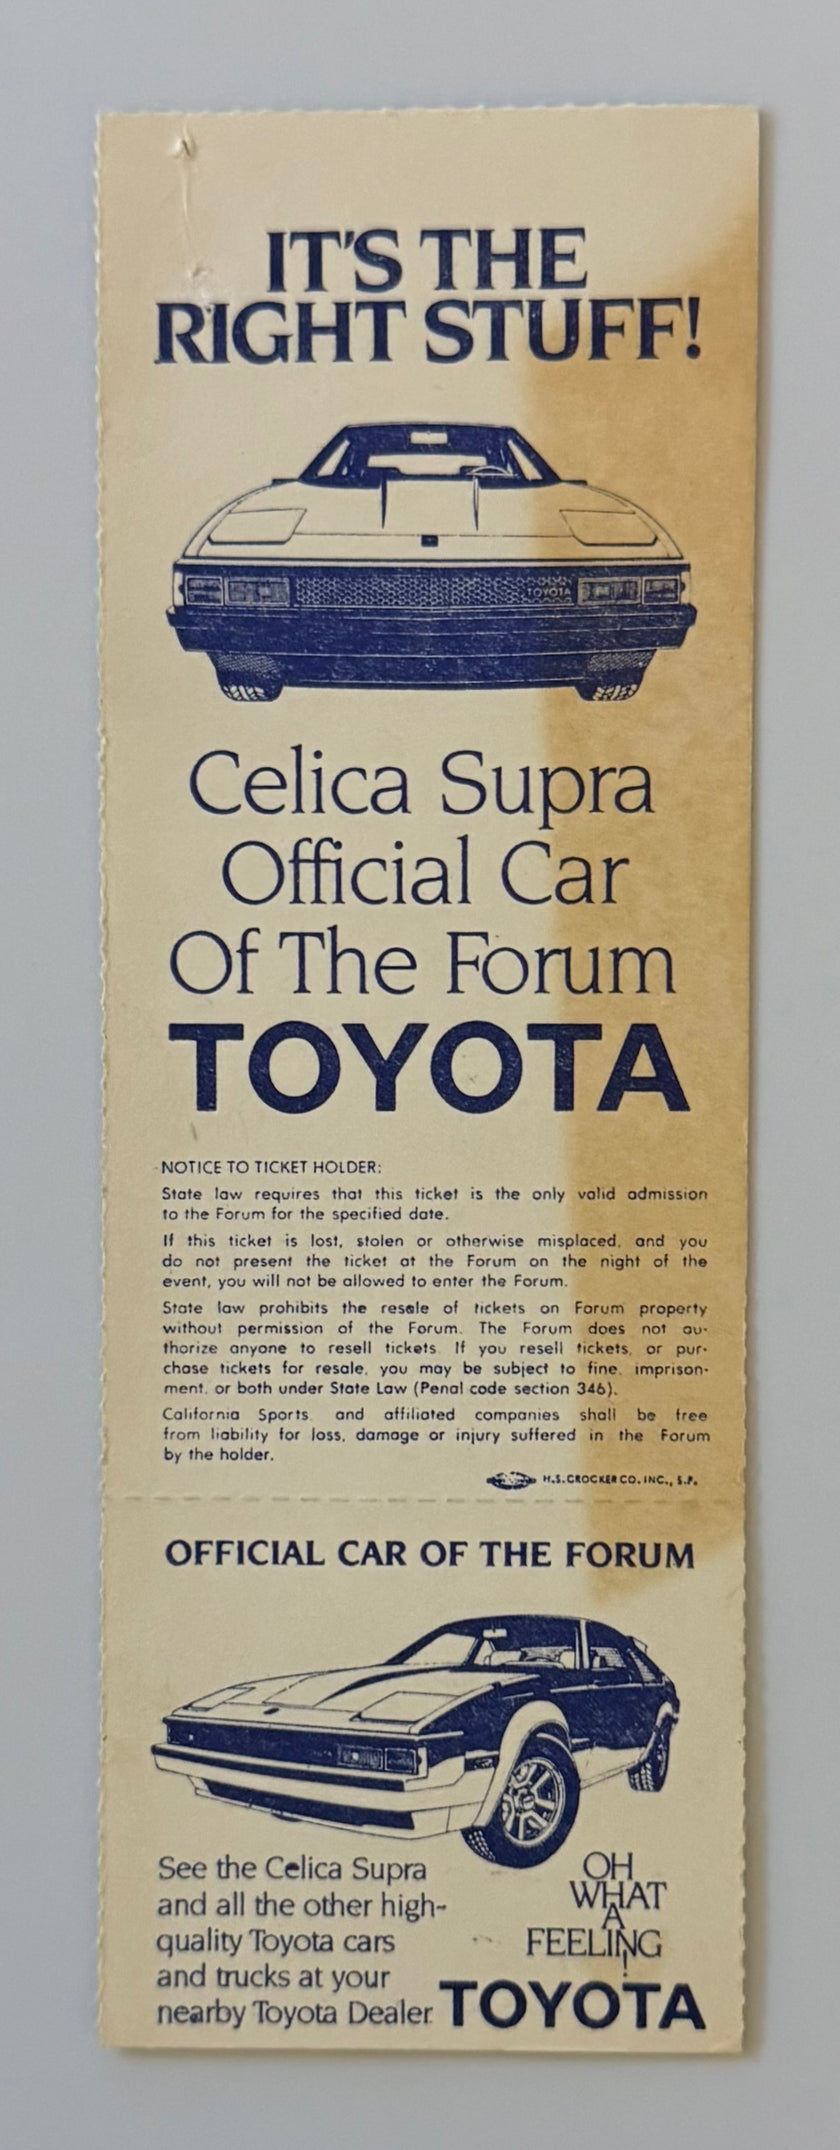 IT'S THE
RIGHT STUFF!
TOYOTA
Celica Supra
Official Car
Of The Forum
TOYOTA
NOTICE TO TICKET HOLDER:
State law requires that this ticket is the only valid admission
to the Forum for the specified date.
If this ticket is lost, stolen or otherwise misplaced, and you
do not present the ticket at the Forum on the night of the
event, you will not be allowed to enter the Forum.
State law prohibits the resale of tickets on Forum property
without permission of the Forum. The Forum does not au-
thorize anyone to resell tickets. If you resell tickets, or pur-
chase tickets for resale, you may be subject to fine, imprison-
ment, or both under State Law (Penal code section 346).
California Sports and affiliated companies shall be free
from liability for loss, damage or injury suffered in the Forum
by the holder.
H.S. CROCKER CO. INC., S.F.
OFFICIAL CAR OF THE FORUM
See the Celica Supra
and all the other high-
quality Toyota cars
and trucks at your
nearby Toyota Dealer.
OH
WHAT
A
FEELING
!
TOYOTA